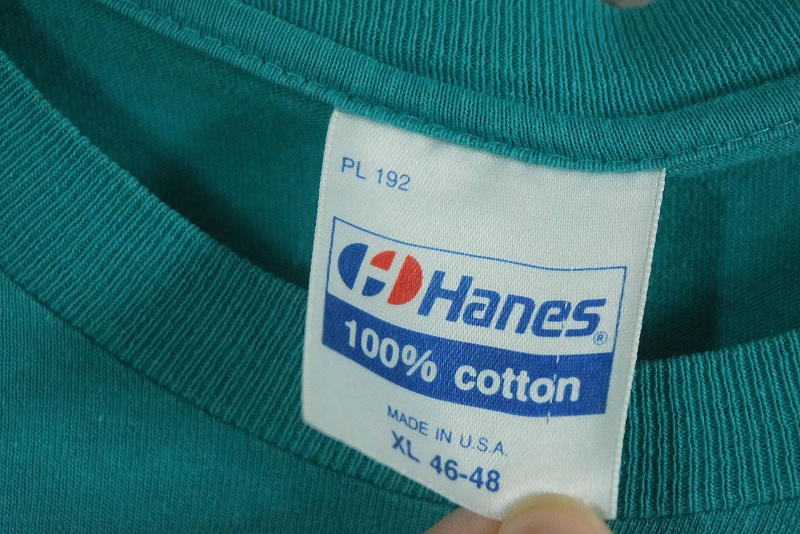 PL 192
Hanes®
100% cotton
MADE IN U.S.A.
XL 46-48